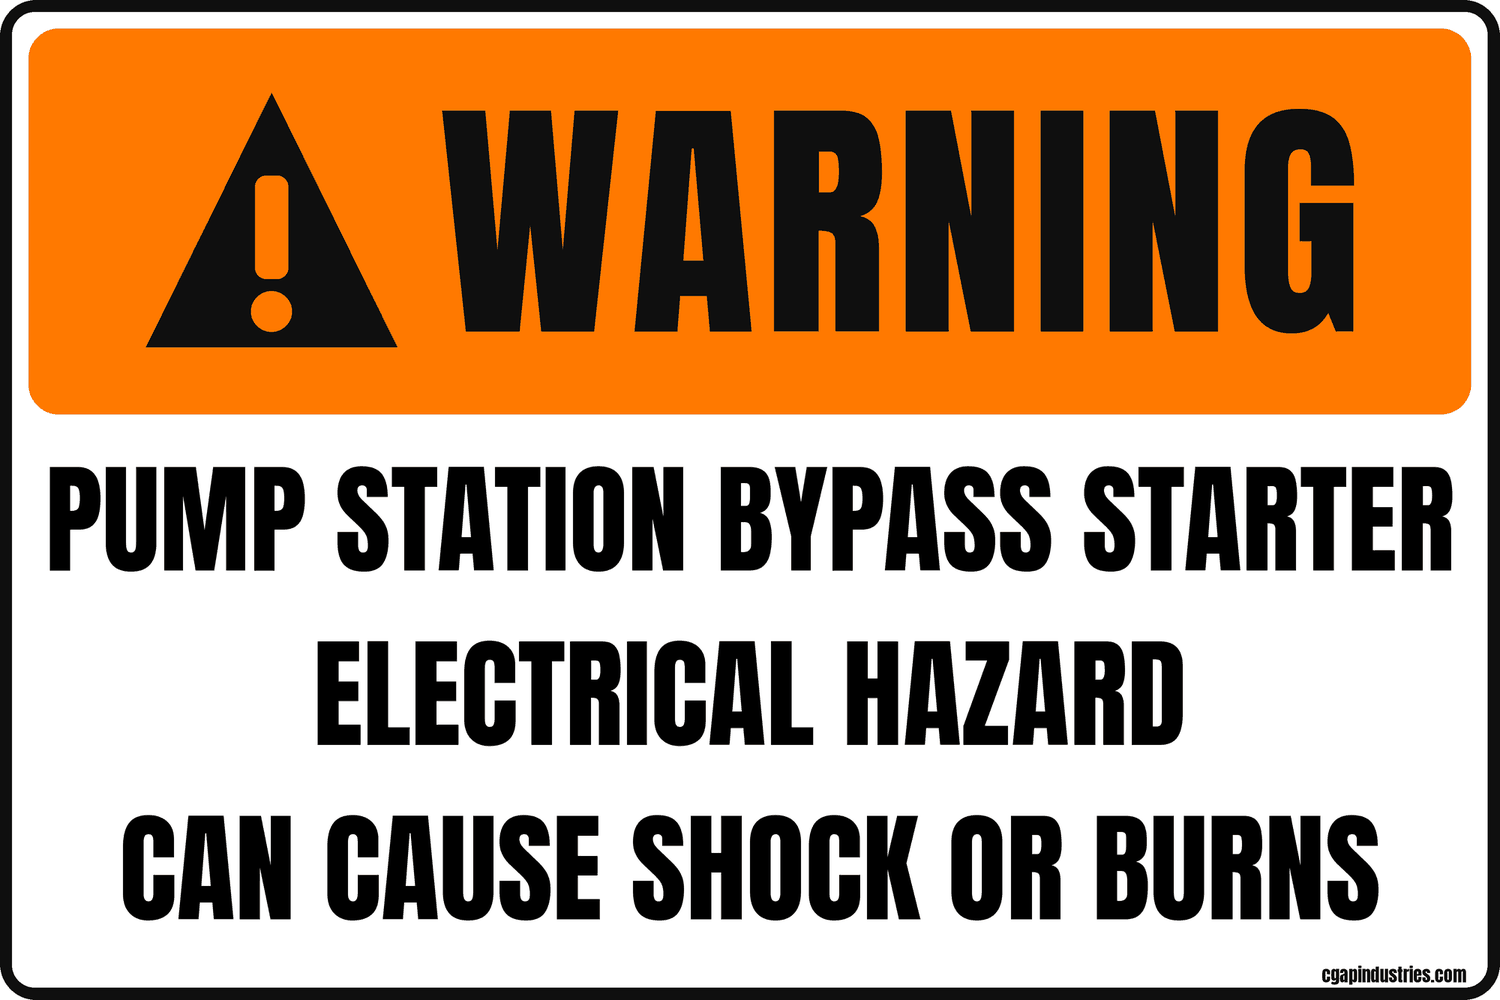 WARNING
PUMP STATION BYPASS STARTER
ELECTRICAL HAZARD
CAN CAUSE SHOCK OR BURNS
cgapindustries.com